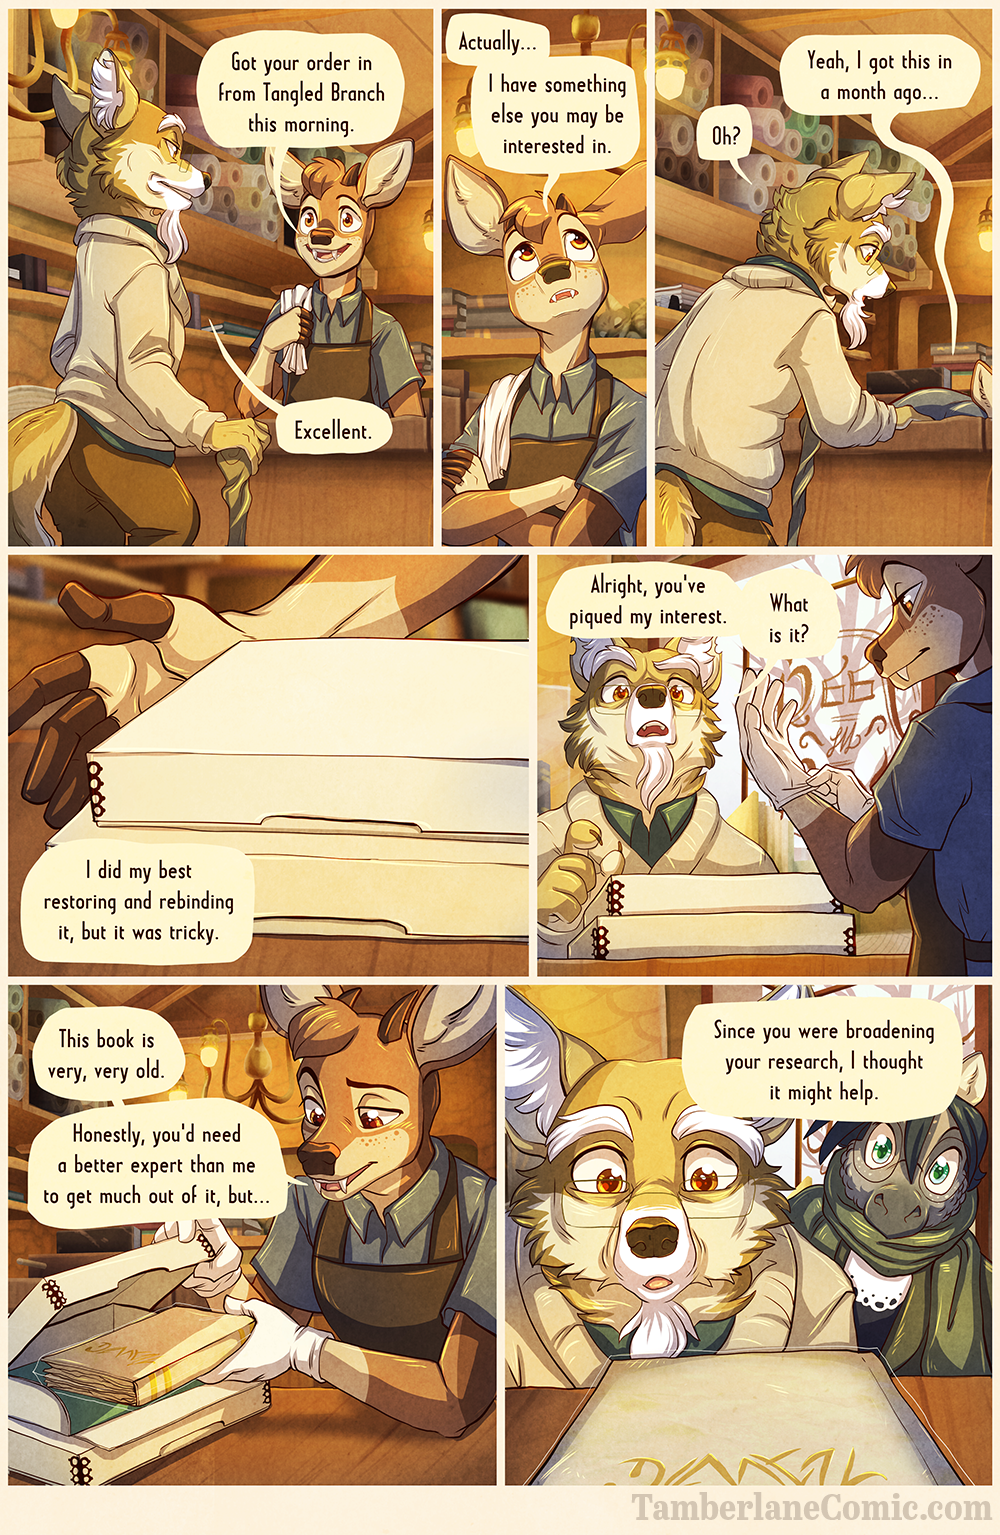 Got your order in
from Tangled Branch
this morning.
Excellent.
Actually...
I have something
else you may be
interested in.
Oh?
Yeah, I got this in
a month ago...
I did my best
restoring and rebinding
it, but it was tricky.
Alright, you've
piqued my interest.
What
is it?
This book is
very, very old.
Honestly, you'd need
a better expert than me
to get much out of it, but...
Since you were broadening
your research, I thought
it might help.
TamberlaneComic.com